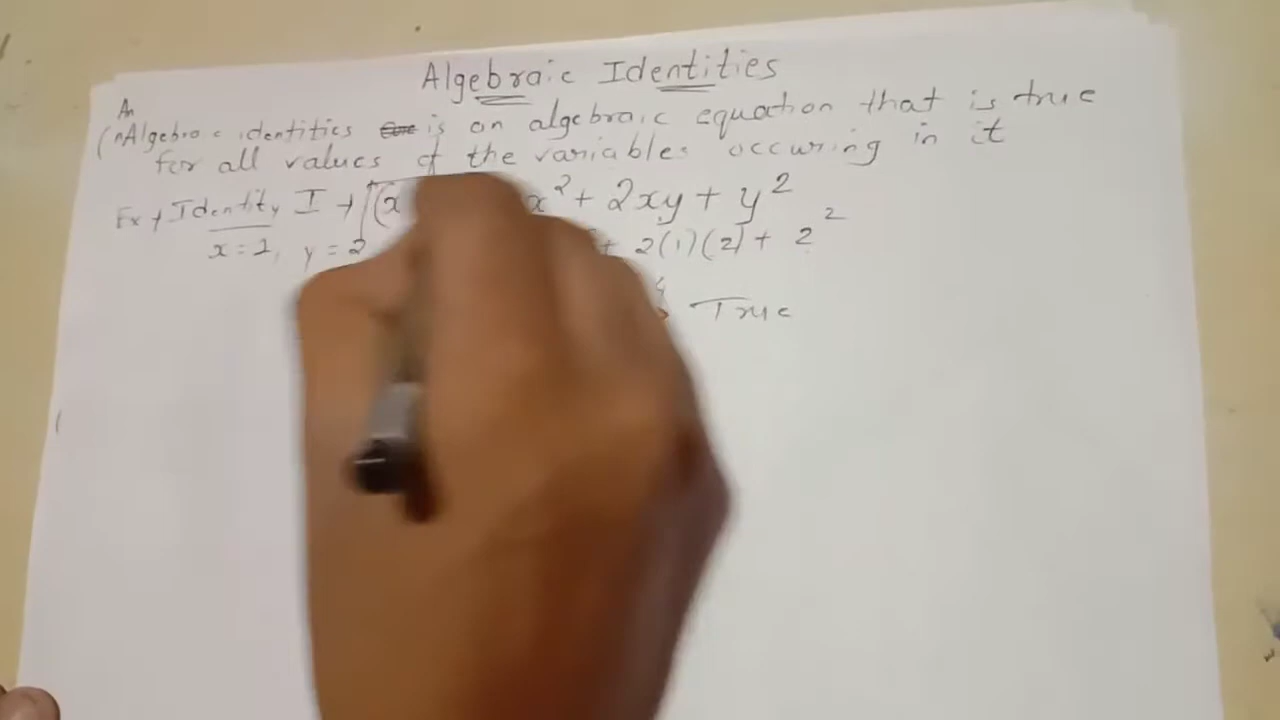 Algebraic Identities
An
(Algebraic identities is an algebraic equation that is true
for all values of the variables occuring in it
Ex → Identity I → (x x² + 2xy + y²
x = 1, y = 2 + 2(1)(2) + 2²
True